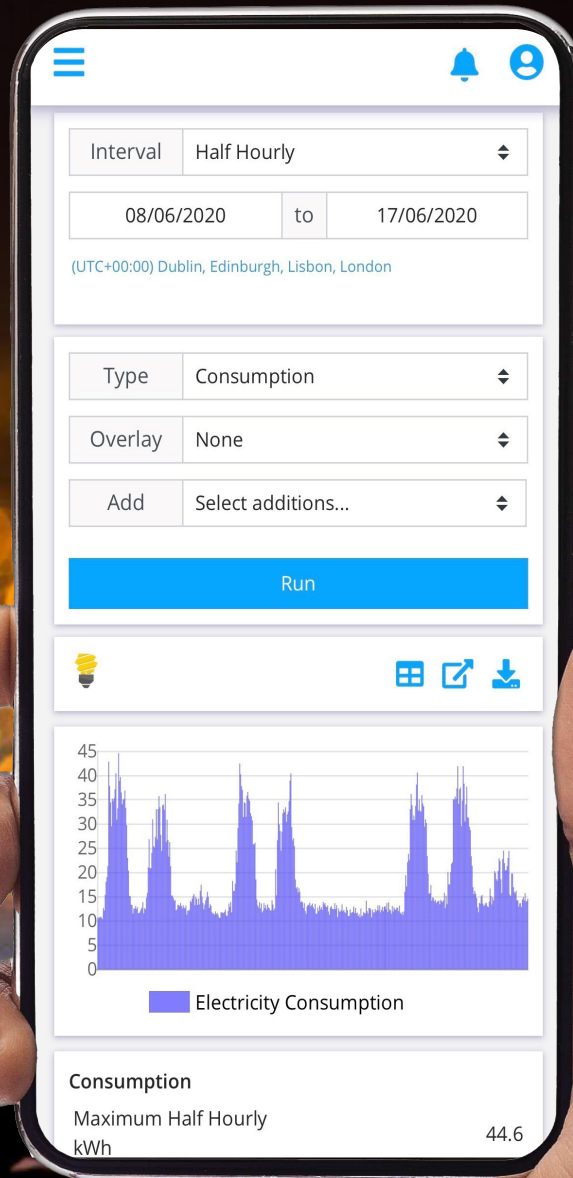 Interval Half Hourly
08/06/2020 to 17/06/2020
(UTC+00:00) Dublin, Edinburgh, Lisbon, London
Type Consumption
Overlay None
Add Select additions...
Run
45
40
35
30
25
20
15
10
5
0
Electricity Consumption
Consumption
Maximum Half Hourly
kWh 44.6